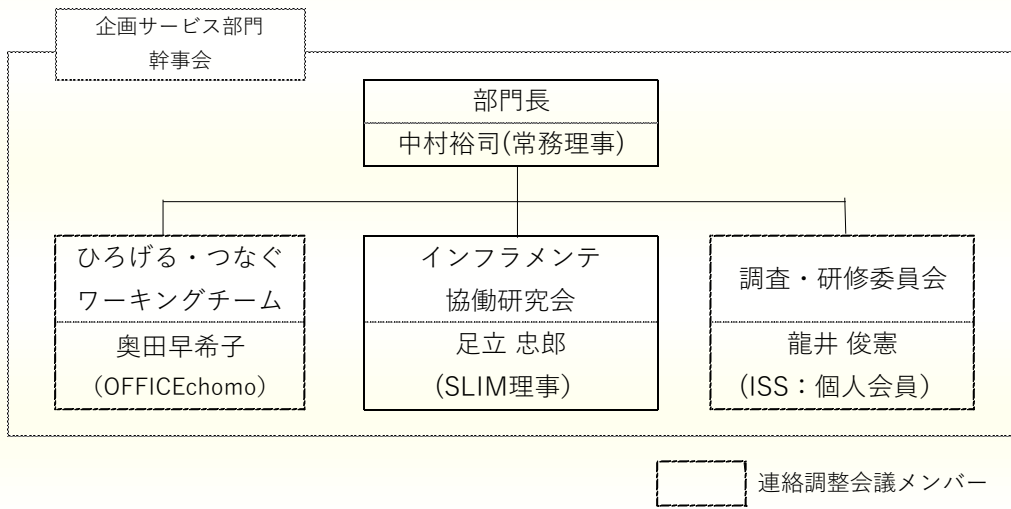 企画サービス部門
幹事会
部門長
中村裕司(常務理事)
ひろげる・つなぐ
ワーキングチーム
奥田早希子
(OFFICEchomo)
インフラメンテ
協働研究会
足立 忠郎
(SLIM理事)
調査・研修委員会
龍井 俊憲
(ISS：個人会員)
連絡調整会議メンバー